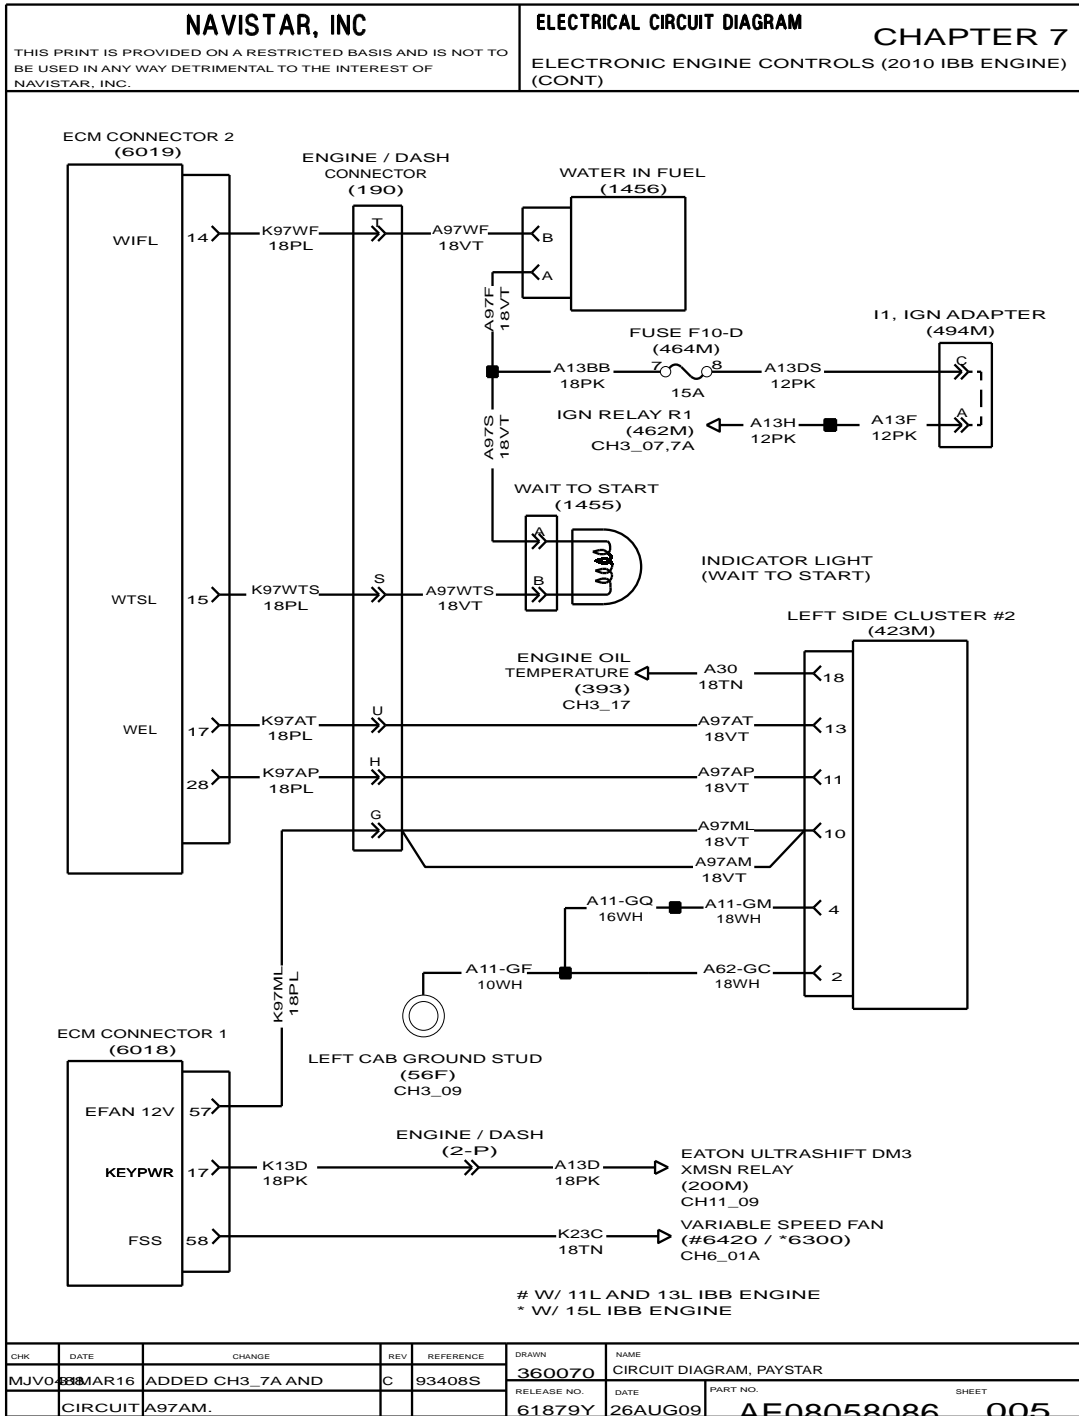 NAVISTAR, INC
THIS PRINT IS PROVIDED ON A RESTRICTED BASIS AND IS NOT TO
BE USED IN ANY WAY DETRIMENTAL TO THE INTEREST OF
NAVISTAR, INC.
ELECTRICAL CIRCUIT DIAGRAM
CHAPTER 7
ELECTRONIC ENGINE CONTROLS (2010 IBB ENGINE)
(CONT)
ECM CONNECTOR 2
(6019)
ENGINE / DASH
CONNECTOR
(190)
WATER IN FUEL
(1456)
WIFL
14
K97WF
18PL
T
A97WF
18VT
B
A
A97F
18VT
I1, IGN ADAPTER
(494M)
FUSE F10-D
(464M)
A13BB
18PK
7
8
15A
A13DS
12PK
C
IGN RELAY R1
(462M)
CH3_07,7A
A13H
12PK
A13F
12PK
A
A97S
18VT
WAIT TO START
(1455)
A
B
INDICATOR LIGHT
(WAIT TO START)
WTSL
15
K97WTS
18PL
S
A97WTS
18VT
LEFT SIDE CLUSTER #2
(423M)
ENGINE OIL
TEMPERATURE
(393)
CH3_17
A30
18TN
18
WEL
17
K97AT
18PL
U
A97AT
18VT
13
28
K97AP
18PL
H
A97AP
18VT
11
G
A97ML
18VT
10
A97AM
18VT
A11-GQ
16WH
A11-GM
18WH
4
A11-GF
10WH
A62-GC
18WH
2
K97ML
18PL
LEFT CAB GROUND STUD
(56F)
CH3_09
ECM CONNECTOR 1
(6018)
EFAN 12V
57
KEYPWR
17
K13D
18PK
ENGINE / DASH
(2-P)
A13D
18PK
EATON ULTRASHIFT DM3
XMSN RELAY
(200M)
CH11_09
FSS
58
K23C
18TN
VARIABLE SPEED FAN
(#6420 / *6300)
CH6_01A
# W/ 11L AND 13L IBB ENGINE
* W/ 15L IBB ENGINE
CHK DATE CHANGE REV REFERENCE
ADDED CH3_7A AND C 93408S
CIRCUIT A97AM.
DRAWN
360070
NAME
CIRCUIT DIAGRAM, PAYSTAR
RELEASE NO.
61879Y
DATE
26AUG09
PART NO.
AE08058086
SHEET
005